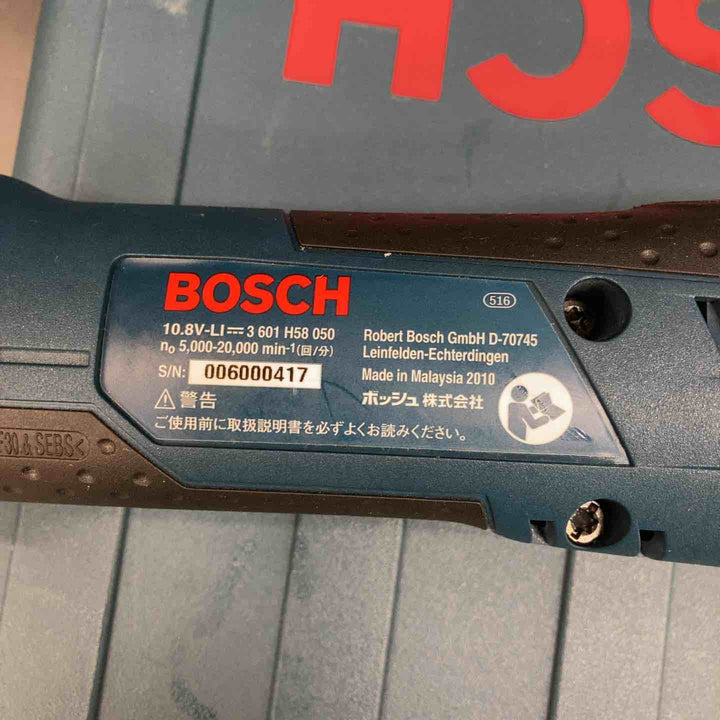 BOSCH
516
10.8V-LI⎓ 3 601 H58 050
n₀ 5,000-20,000 min⁻¹(回/分)
S/N: 006000417
⚠警告
ご使用前に取扱説明書を必ずよくお読みください。
Robert Bosch GmbH D-70745
Leinfelden-Echterdingen
Made in Malaysia 2010
ボッシュ株式会社
F30.& SEBS<